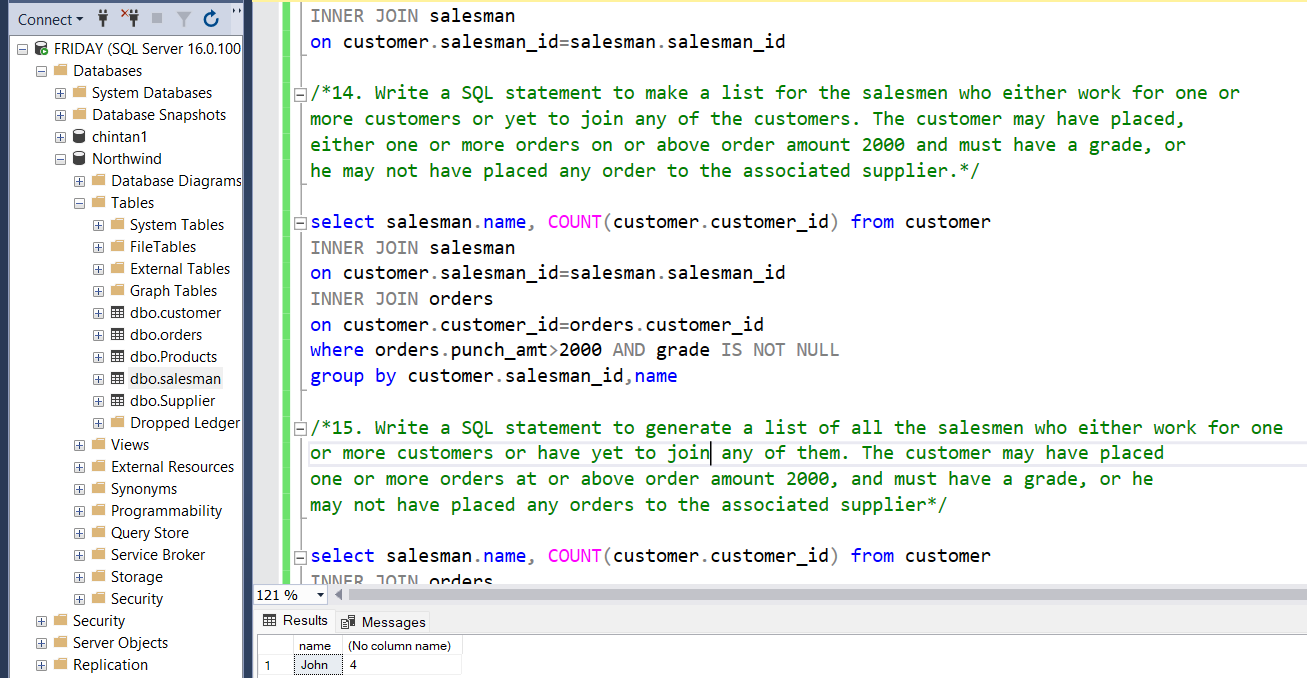 Connect
FRIDAY (SQL Server 16.0.100
Databases
System Databases
Database Snapshots
chintan1
Northwind
Database Diagrams
Tables
System Tables
FileTables
External Tables
Graph Tables
dbo.customer
dbo.orders
dbo.Products
dbo.salesman
dbo.Supplier
Dropped Ledger
Views
External Resources
Synonyms
Programmability
Query Store
Service Broker
Storage
Security
Security
Server Objects
Replication
INNER JOIN salesman
on customer.salesman_id=salesman.salesman_id
/*14. Write a SQL statement to make a list for the salesmen who either work for one or
more customers or yet to join any of the customers. The customer may have placed,
either one or more orders on or above order amount 2000 and must have a grade, or
he may not have placed any order to the associated supplier.*/
select salesman.name, COUNT(customer.customer_id) from customer
INNER JOIN salesman
on customer.salesman_id=salesman.salesman_id
INNER JOIN orders
on customer.customer_id=orders.customer_id
where orders.punch_amt>2000 AND grade IS NOT NULL
group by customer.salesman_id,name
/*15. Write a SQL statement to generate a list of all the salesmen who either work for one
or more customers or have yet to join any of them. The customer may have placed
one or more orders at or above order amount 2000, and must have a grade, or he
may not have placed any orders to the associated supplier*/
select salesman.name, COUNT(customer.customer_id) from customer
INNER JOIN orders
121 %
Results Messages
name (No column name)
1 John 4